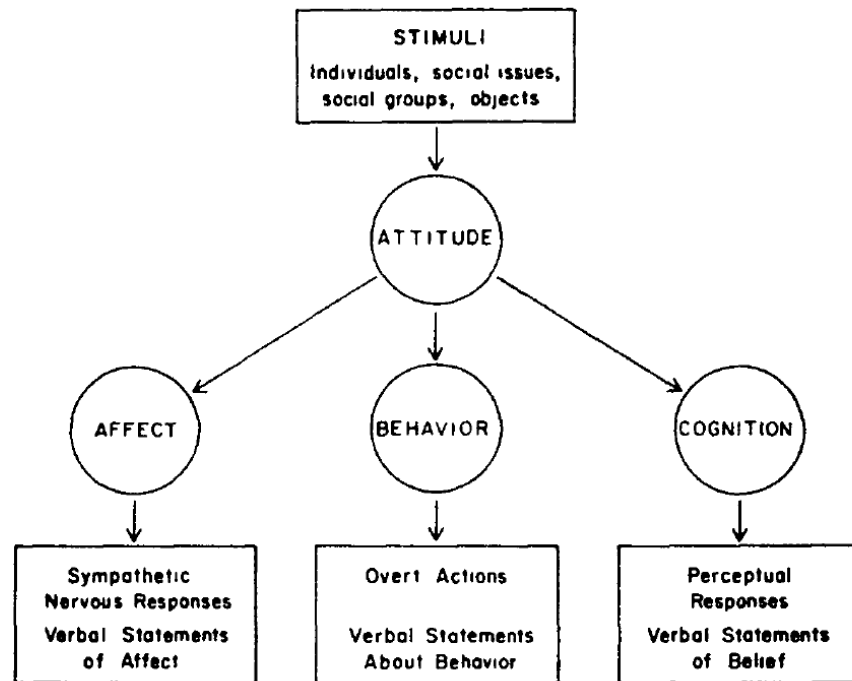 STIMULI
Individuals, social issues,
social groups, objects
ATTITUDE
AFFECT
BEHAVIOR
COGNITION
Sympathetic
Nervous Responses
Verbal Statements
of Affect
Overt Actions
Verbal Statements
About Behavior
Perceptual
Responses
Verbal Statements
of Belief